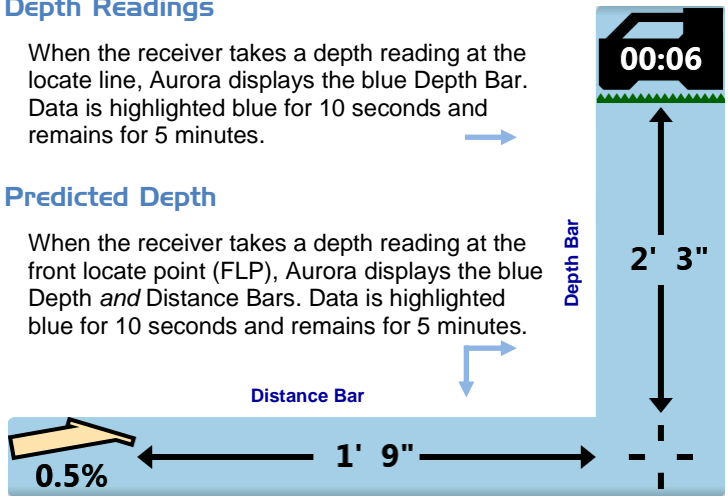 Depth Readings
When the receiver takes a depth reading at the
locate line, Aurora displays the blue Depth Bar.
Data is highlighted blue for 10 seconds and
remains for 5 minutes.
Predicted Depth
When the receiver takes a depth reading at the
front locate point (FLP), Aurora displays the blue
Depth and Distance Bars. Data is highlighted
blue for 10 seconds and remains for 5 minutes.
00:06
Depth Bar
2' 3"
Distance Bar
0.5%
1' 9"